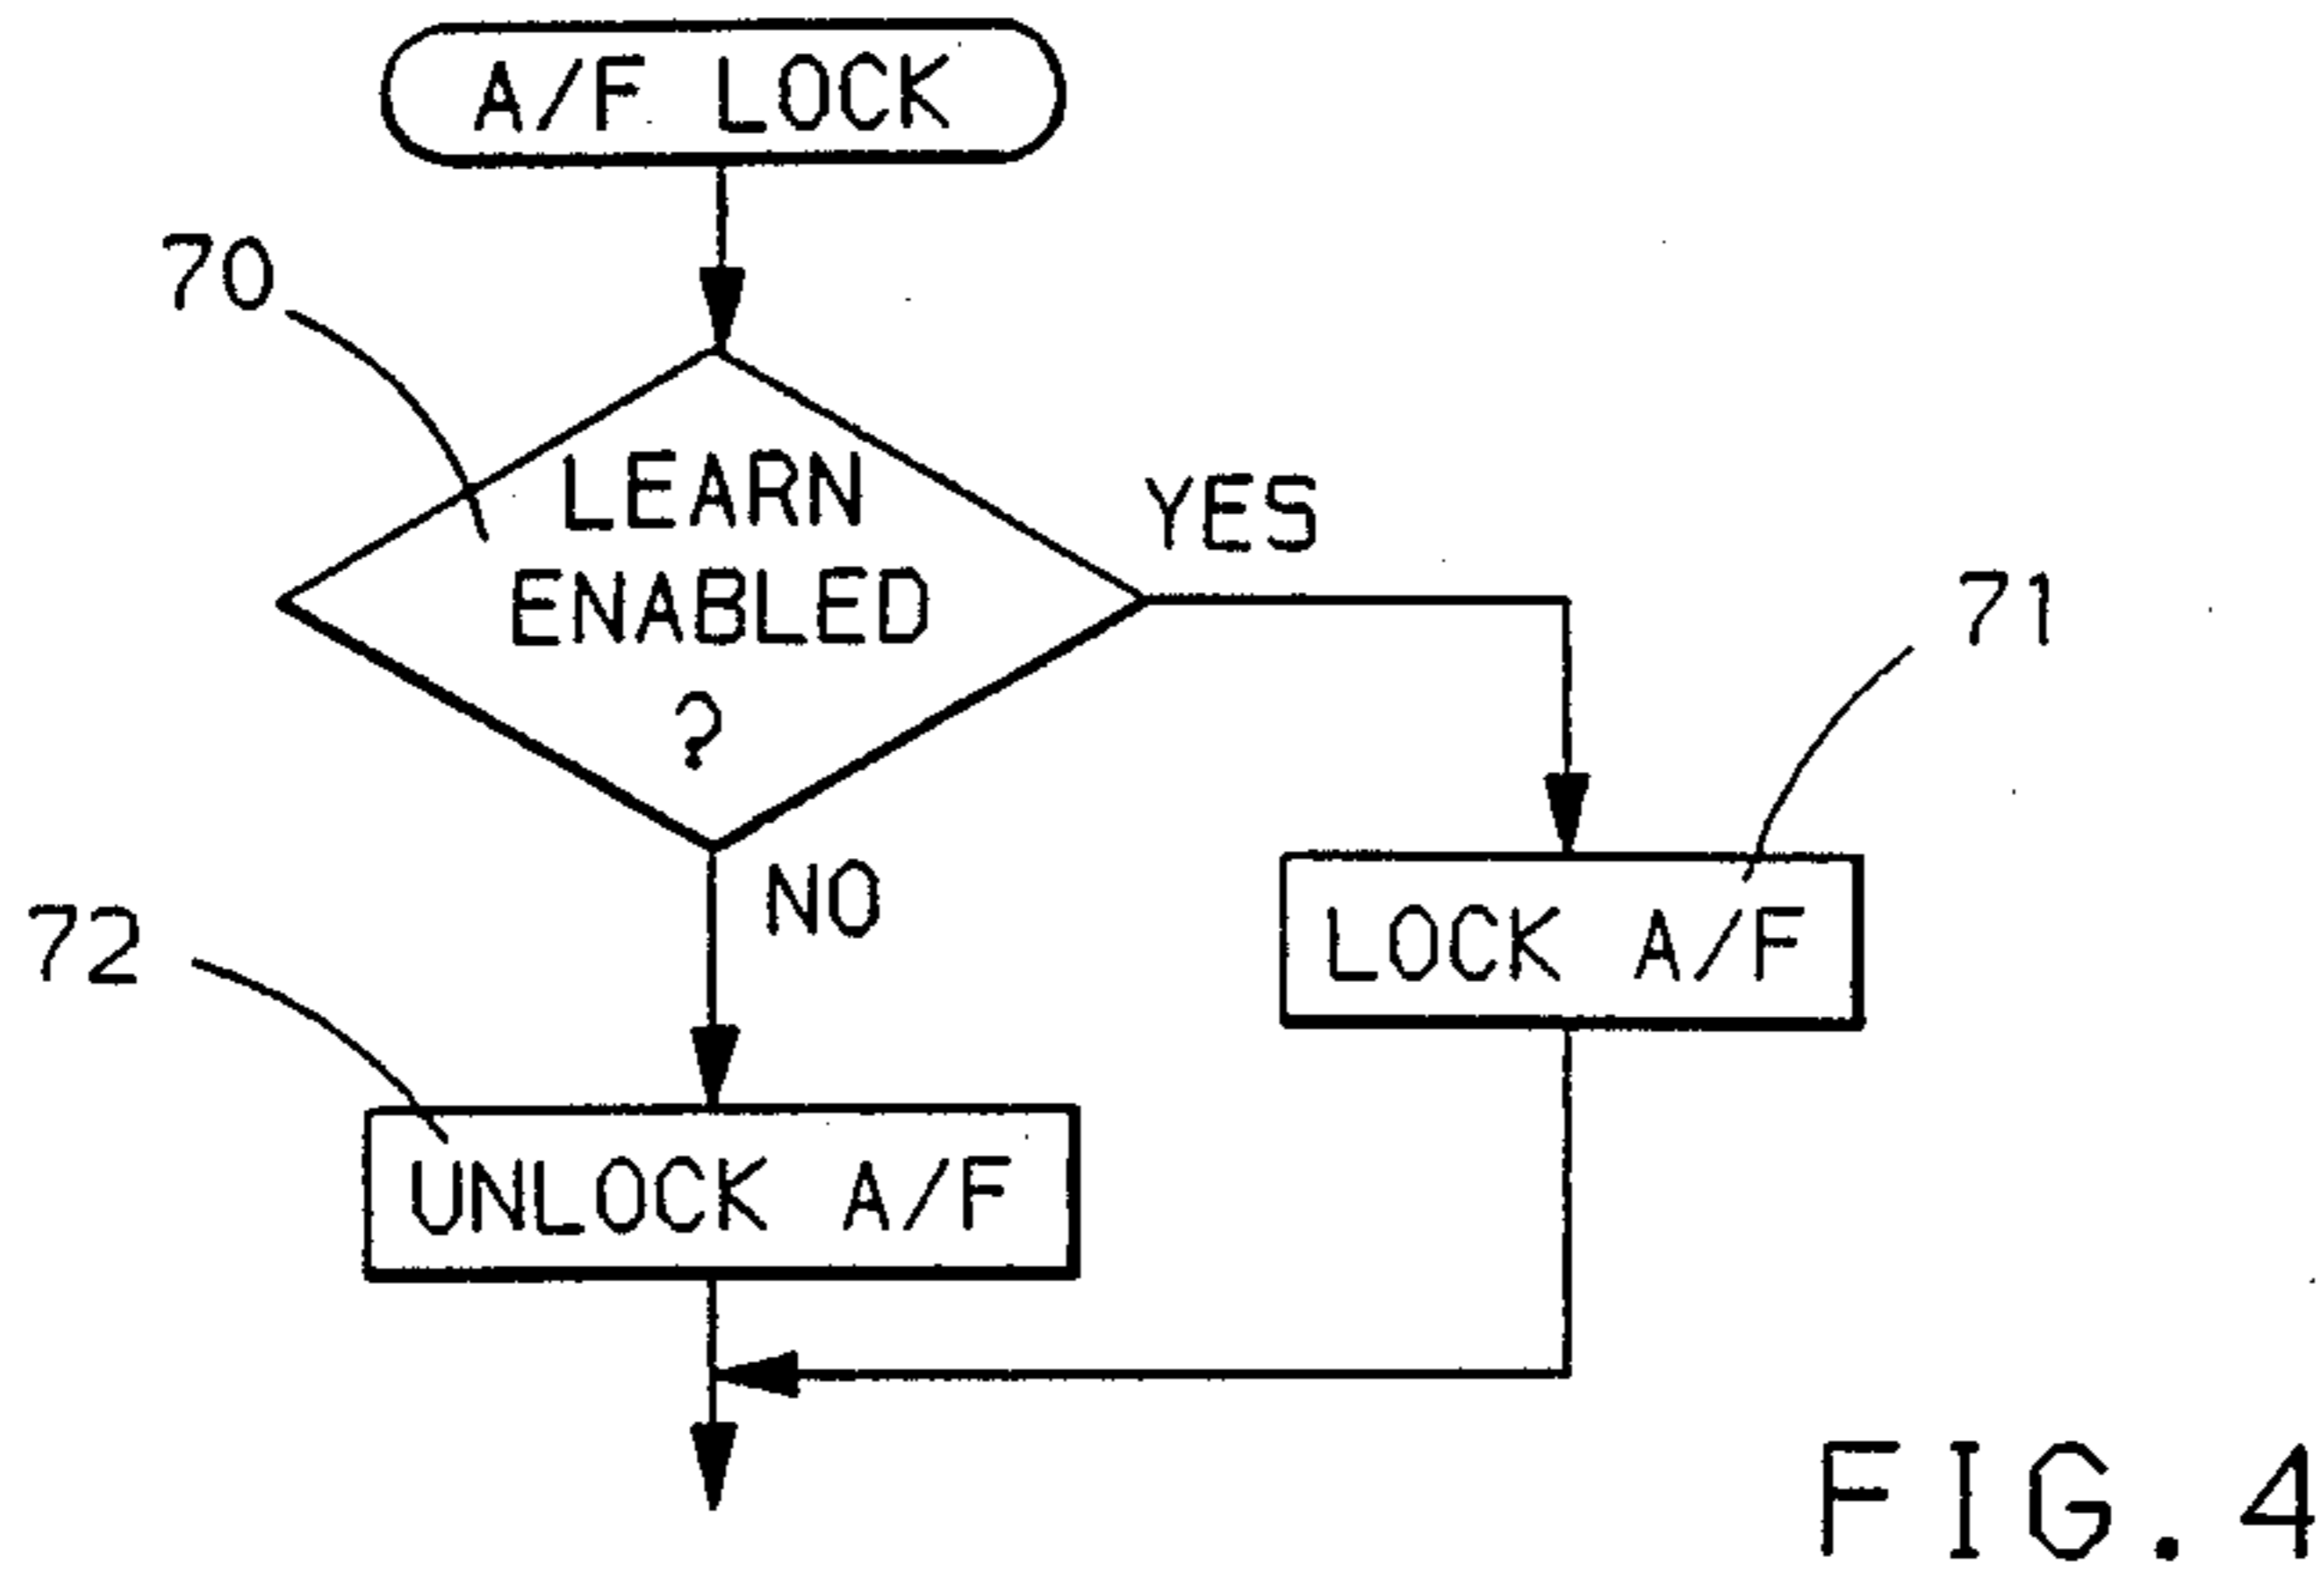 A/F LOCK
70
LEARN
ENABLED
?
YES
71
NO
72
LOCK A/F
UNLOCK A/F
FIG. 4